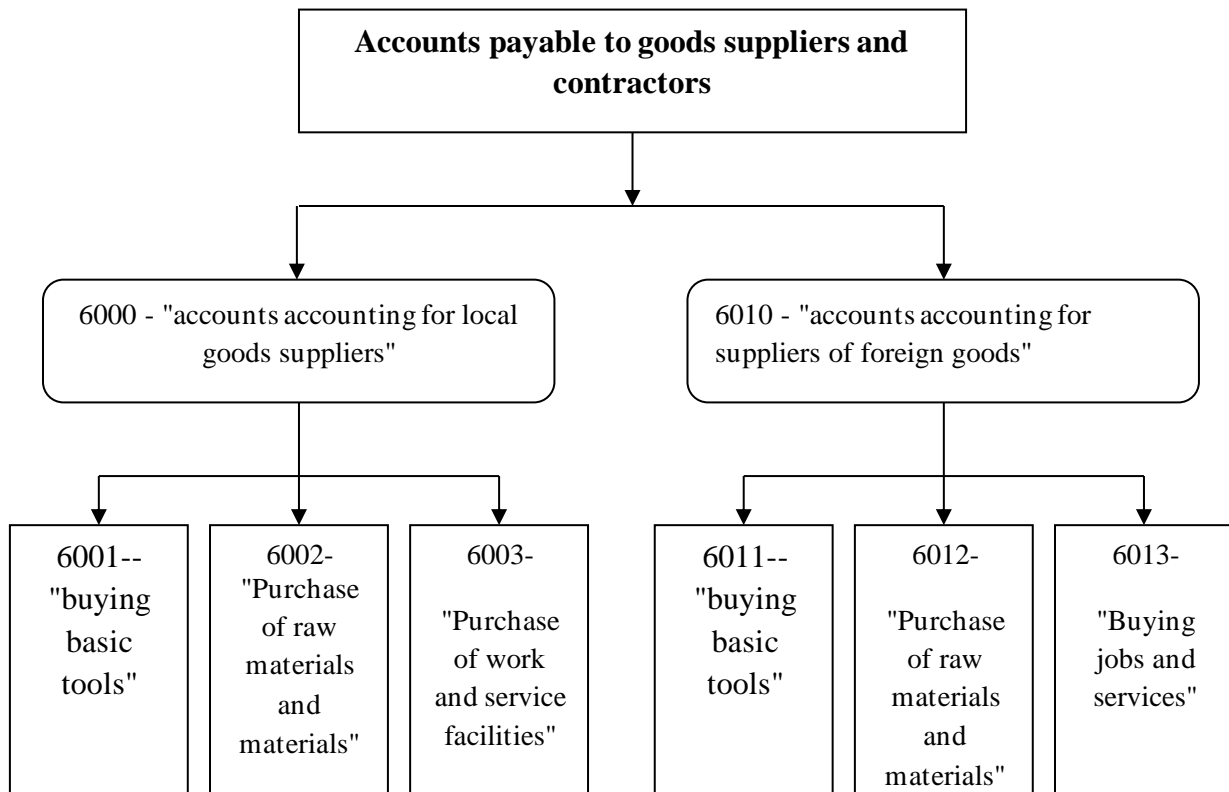 Accounts payable to goods suppliers and
contractors
6000 - "accounts accounting for local
goods suppliers"
6010 - "accounts accounting for
suppliers of foreign goods"
6001--
"buying
basic
tools"
6002-
"Purchase
of raw
materials
and
materials"
6003-
"Purchase
of work
and service
facilities"
6011--
"buying
basic
tools"
6012-
"Purchase
of raw
materials
and
materials"
6013-
"Buying
jobs and
services"